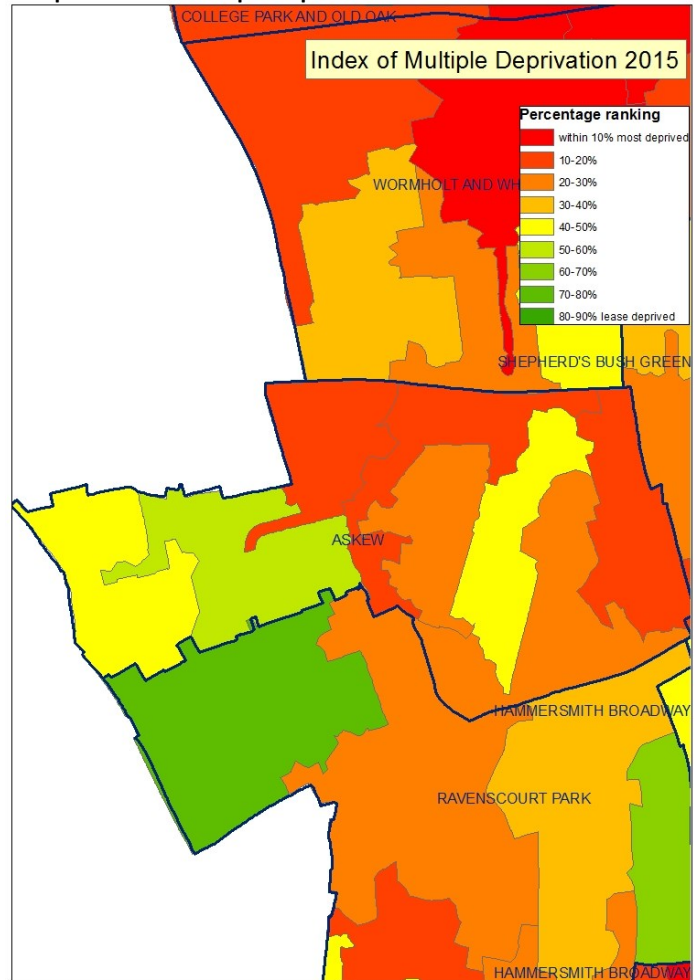 COLLEGE PARK AND OLD OAK
Index of Multiple Deprivation 2015
Percentage ranking
within 10% most deprived
10-20%
20-30%
30-40%
40-50%
50-60%
60-70%
70-80%
80-90% lease deprived
WORMHOLT AND WH
SHEPHERD'S BUSH GREEN
ASKEW
HAMMERSMITH BROADWAY
RAVENSCOURT PARK
HAMMERSMITH BROADWAY